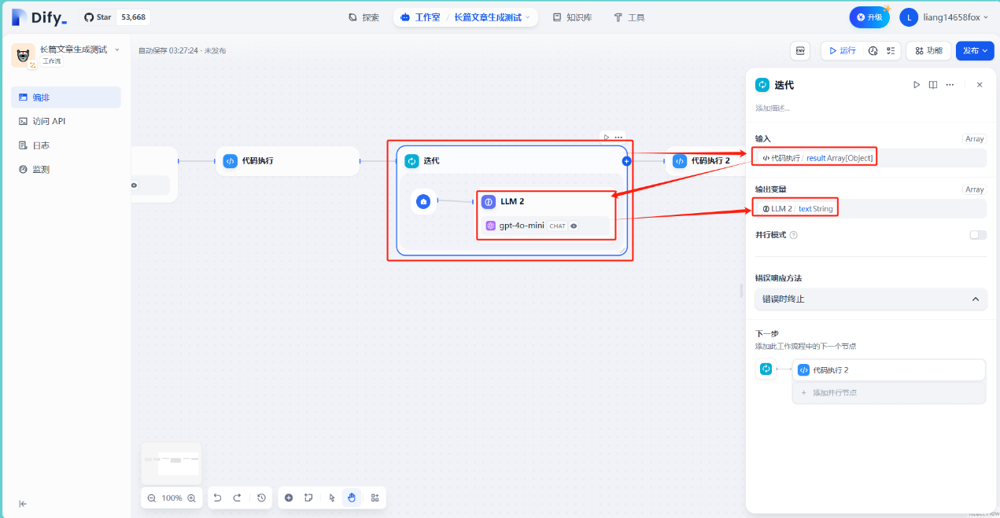 Dify_
Star 53,668
探索
工作室 / 长篇文章生成测试
知识库
工具
升级
L
liang14658fox
长篇文章生成测试
工作流
编排
访问 API
日志
监测
自动保存 03:27:24 · 未发布
ENV
运行
功能
发布
代码执行
迭代
LLM 2
gpt-4o-mini CHAT
代码执行 2
100%
迭代
添加描述...
输入
Array
代码执行 / result Array[Object]
输出变量
Array
LLM 2 / text String
并行模式
错误响应方法
错误时终止
下一步
添加此工作流程中的下一个节点
代码执行 2
+ 添加并行节点
React Flow